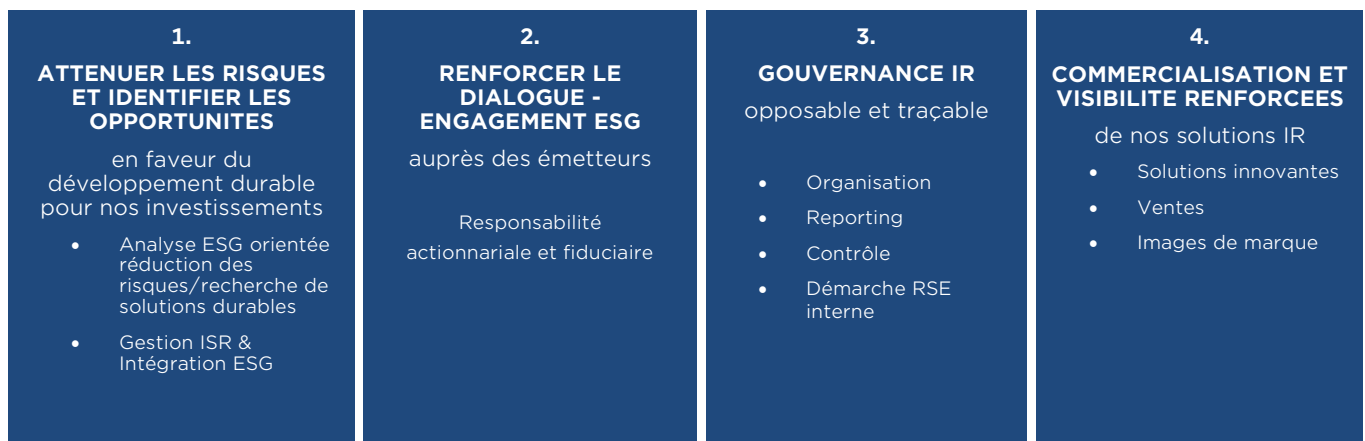 1.
ATTENUER LES RISQUES
ET IDENTIFIER LES
OPPORTUNITES
en faveur du
développement durable
pour nos investissements
• Analyse ESG orientée
réduction des
risques/recherche de
solutions durables
• Gestion ISR &
Intégration ESG
2.
RENFORCER LE
DIALOGUE -
ENGAGEMENT ESG
auprès des émetteurs
Responsabilité
actionnariale et fiduciaire
3.
GOUVERNANCE IR
opposable et traçable
• Organisation
• Reporting
• Contrôle
• Démarche RSE
interne
4.
COMMERCIALISATION ET
VISIBILITE RENFORCEES
de nos solutions IR
• Solutions innovantes
• Ventes
• Images de marque